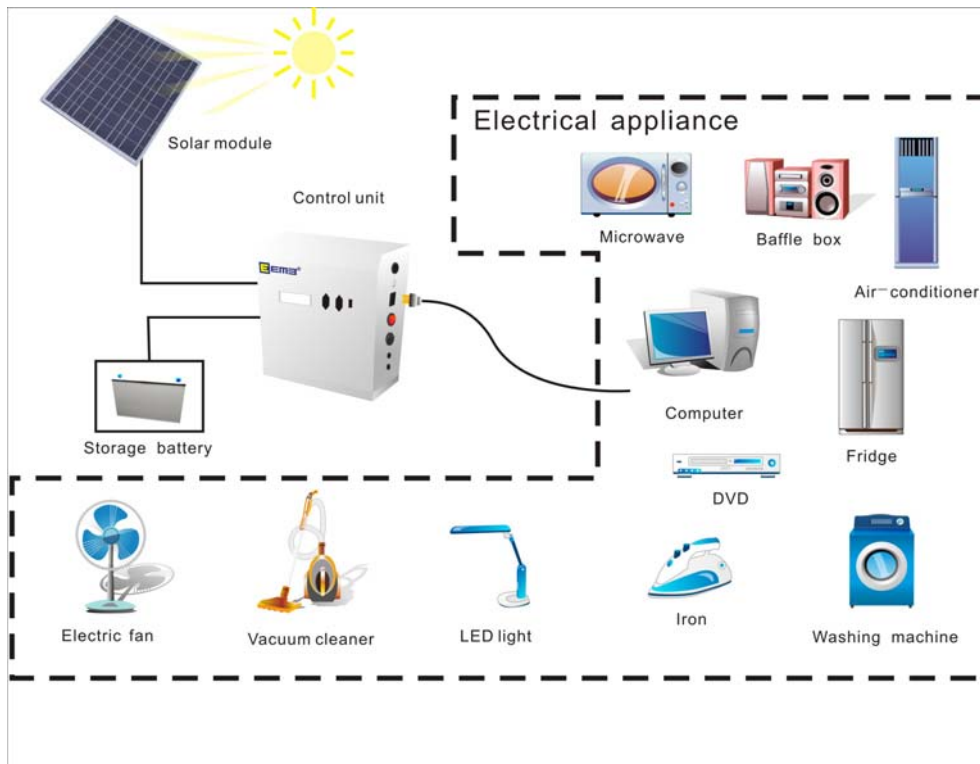 Solar module
Electrical appliance
Control unit
EEMB®
Microwave
Baffle box
Air-conditioner
Computer
Storage battery
Fridge
DVD
Electric fan
Vacuum cleaner
LED light
Iron
Washing machine